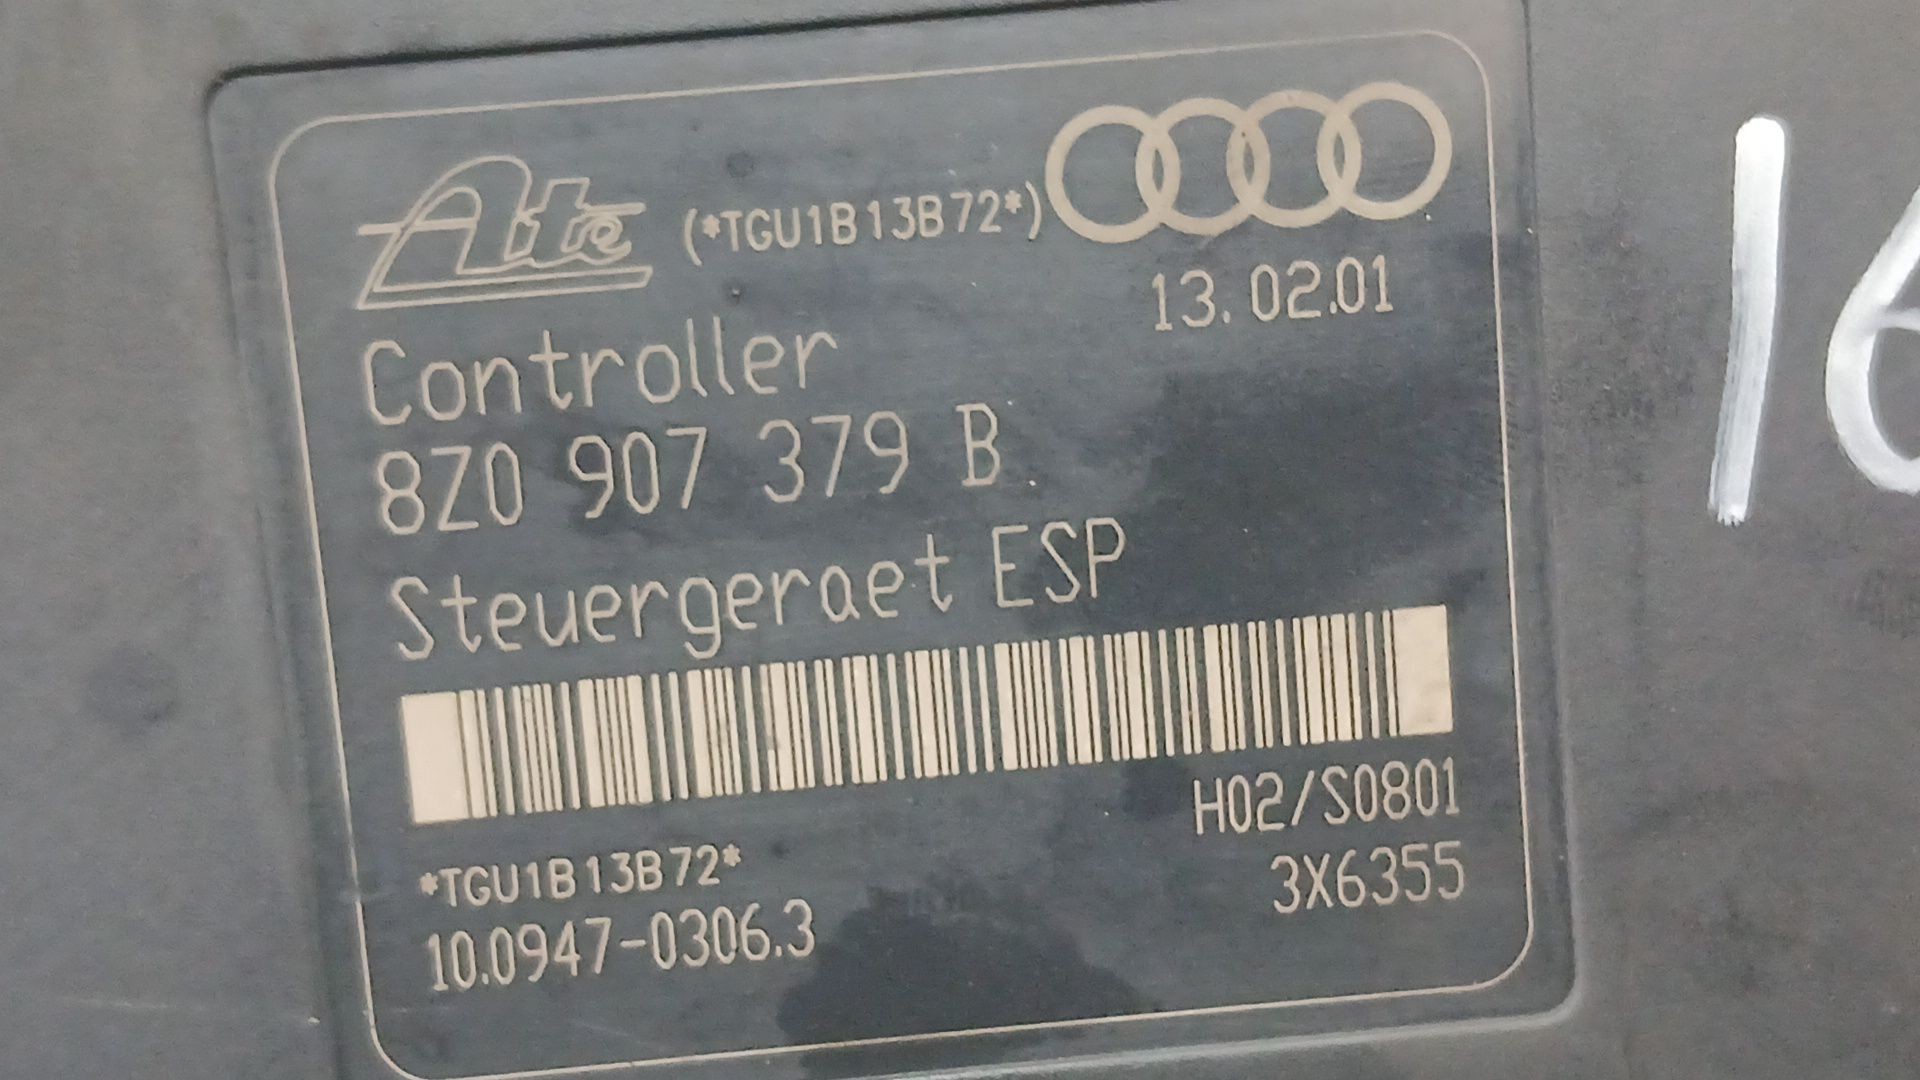 Ate (*TGU1B13B72*)
13.02.01
Controller
8Z0 907 379 B
Steuergeraet ESP
H02/S0801
*TGU1B13B72*
3X6355
10.0947-0306.3
16